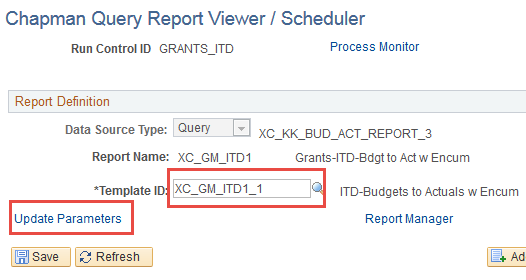 Chapman Query Report Viewer / Scheduler
Run Control ID GRANTS_ITD Process Monitor
Report Definition
Data Source Type: Query XC_KK_BUD_ACT_REPORT_3
Report Name: XC_GM_ITD1 Grants-ITD-Bdgt to Act w Encum
*Template ID: XC_GM_ITD1_1 ITD-Budgets to Actuals w Encum
Update Parameters Report Manager
Save Refresh Ad